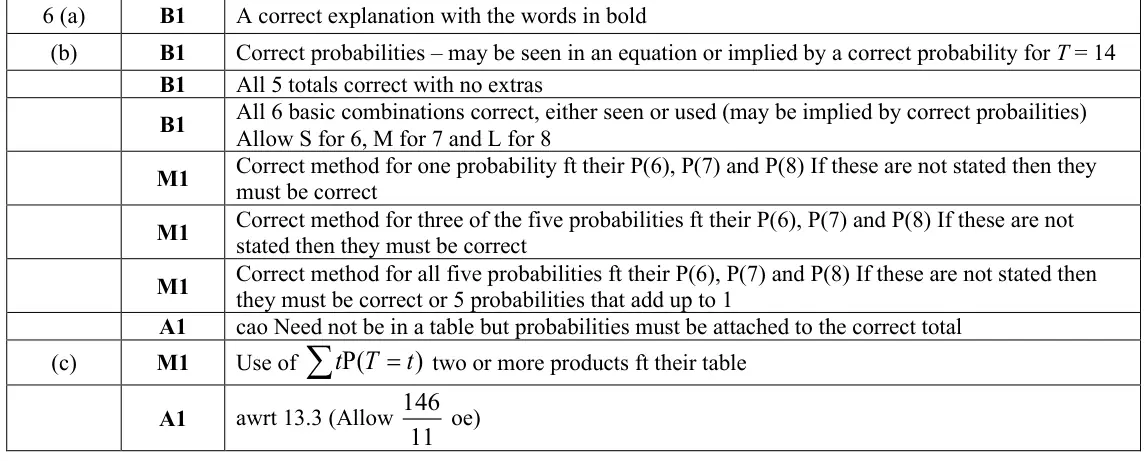 6 (a) B1 A correct explanation with the words in bold
(b) B1 Correct probabilities – may be seen in an equation or implied by a correct probability for T = 14
B1 All 5 totals correct with no extras
B1 All 6 basic combinations correct, either seen or used (may be implied by correct probailities)
Allow S for 6, M for 7 and L for 8
M1 Correct method for one probability ft their P(6), P(7) and P(8) If these are not stated then they
must be correct
M1 Correct method for three of the five probabilities ft their P(6), P(7) and P(8) If these are not
stated then they must be correct
M1 Correct method for all five probabilities ft their P(6), P(7) and P(8) If these are not stated then
they must be correct or 5 probabilities that add up to 1
A1 cao Need not be in a table but probabilities must be attached to the correct total
(c) M1 Use of ∑tP(T = t) two or more products ft their table
A1 awrt 13.3 (Allow 146/11 oe)